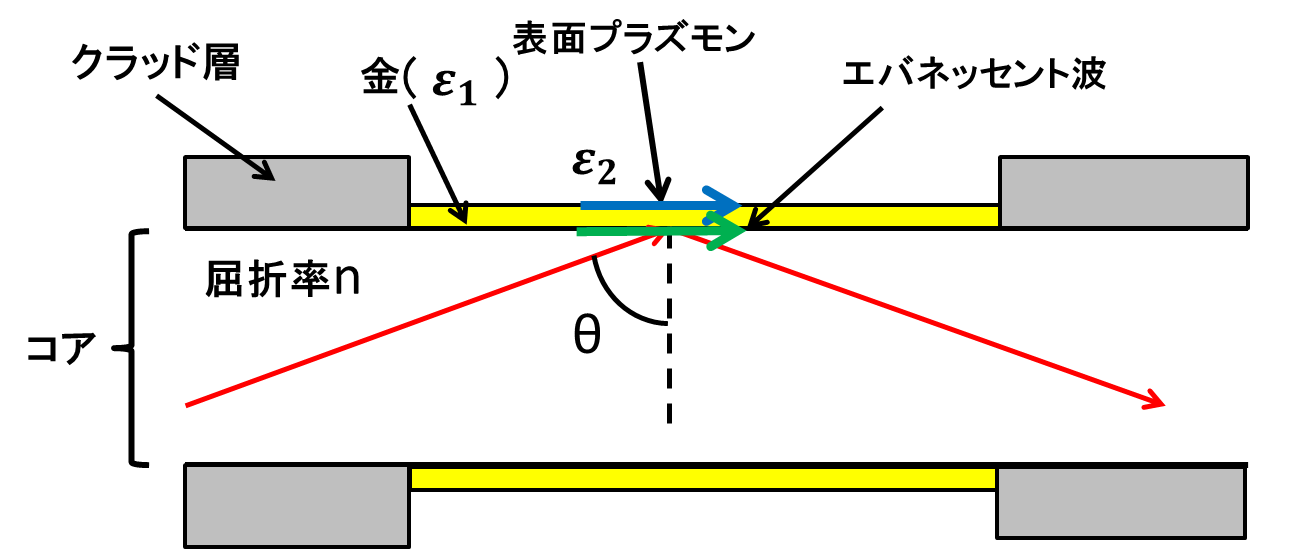 表面プラズモン
クラッド層
金( ε₁ )
エバネッセント波
ε₂
屈折率n
θ
コア